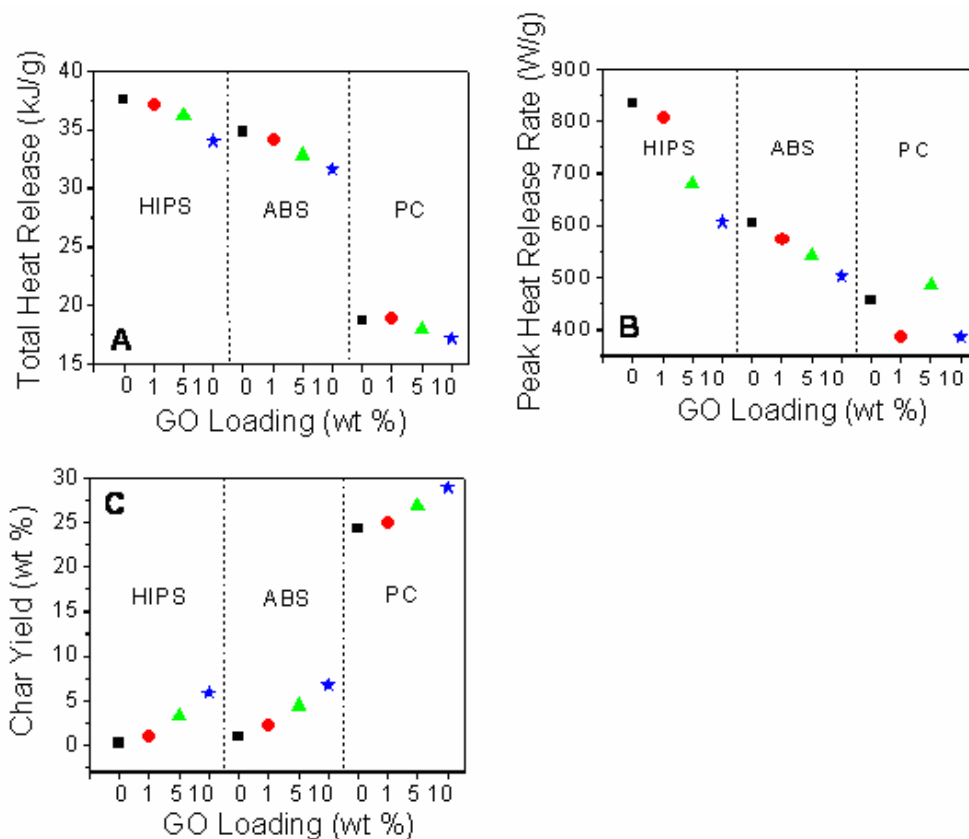 Total Heat Release (kJ/g)
40
35
30
25
20
15
HIPS
ABS
PC
A
0 1 5 10 0 1 5 10 0 1 5 10
GO Loading (wt %)
Peak Heat Release Rate (W/g)
900
800
700
600
500
400
HIPS
ABS
PC
B
0 1 5 10 0 1 5 10 0 1 5 10
GO Loading (wt %)
Char Yield (wt %)
30
25
20
15
10
5
0
C
HIPS
ABS
PC
0 1 5 10 0 1 5 10 0 1 5 10
GO Loading (wt %)